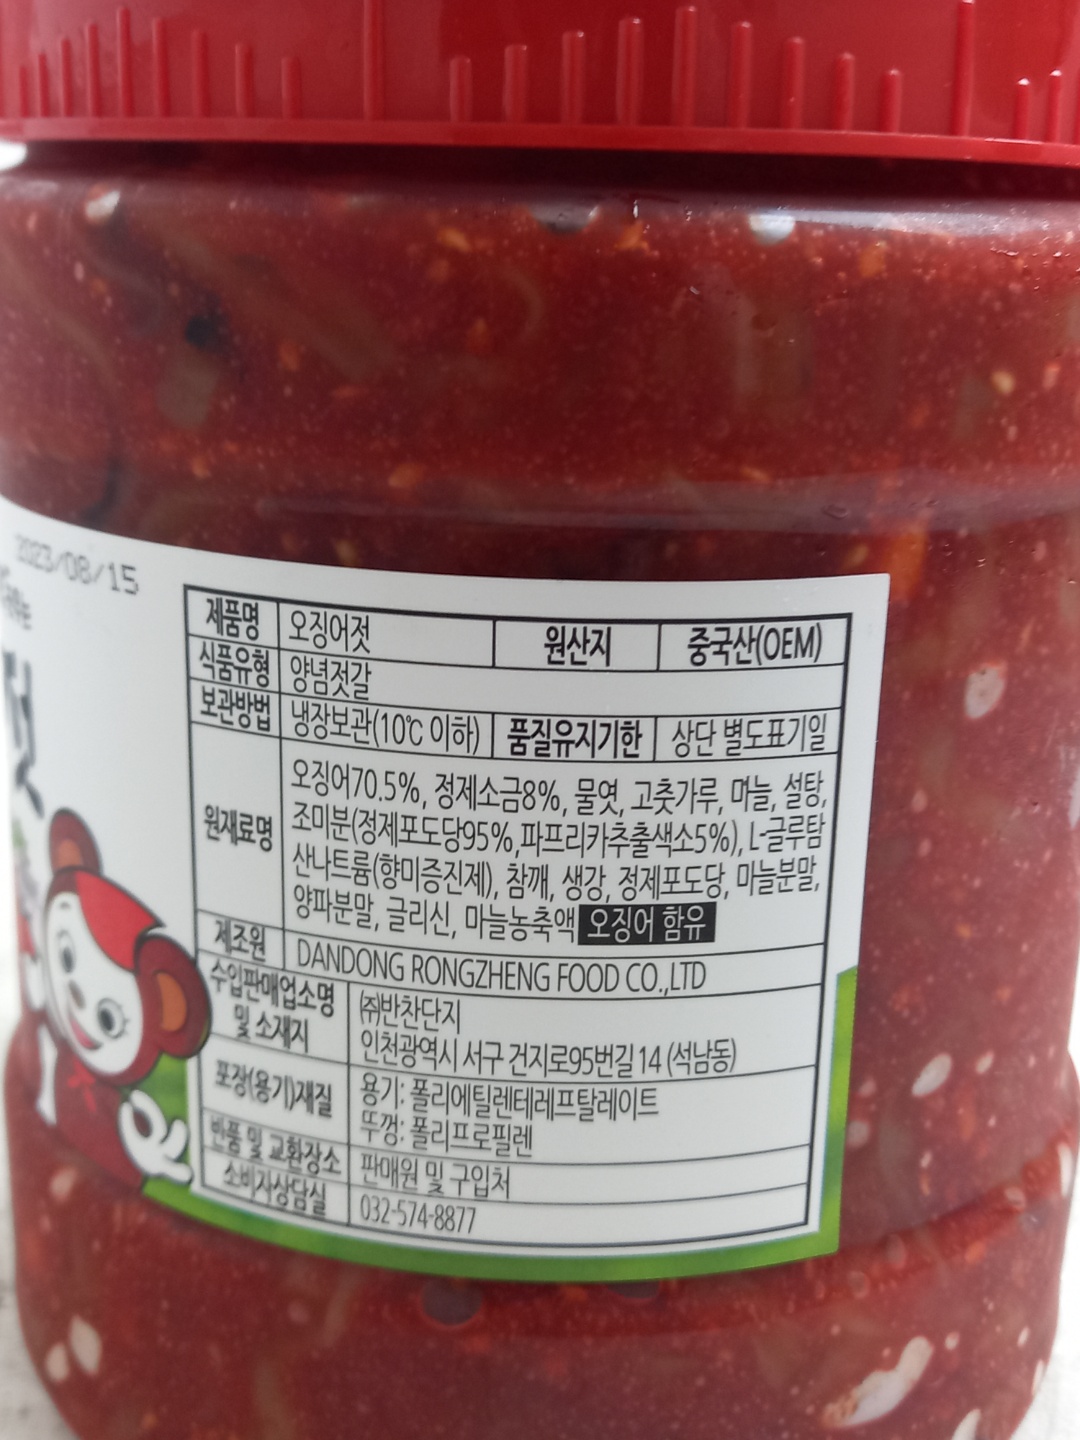 2023/08/15
젓
제품명 오징어젓 원산지 중국산(OEM)
식품유형 양념젓갈
보관방법 냉장보관(10℃ 이하) 품질유지기한 상단 별도표기일
원재료명
오징어70.5%, 정제소금8%, 물엿, 고춧가루, 며늘, 설탕,
조미분(정제포도당95%,파프리카추출색소5%), L-글루탐
산나트륨(향미증진제), 참깨, 생강, 정제포도당, 마늘분말,
양파분말, 글리신, 마늘농축액 오징어 함유
제조원 DANDONG RONGZHENG FOOD CO.,LTD
수입판매업소명
및 소재지
㈜반찬단지
인천광역시 서구 건지로95번길 14 (석남동)
포장(용기)재질
용기: 폴리에틸렌테레프탈레이트
뚜껑: 폴리프로필렌
반품 및 교환장소 판매원 및 구입처
소비자상담실 032-574-8877